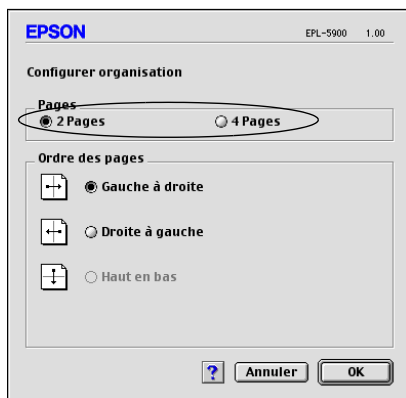 EPSON EPL-5900 1.00
Configurer organisation
Pages
2 Pages 4 Pages
Ordre des pages
Gauche à droite
Droite à gauche
Haut en bas
? Annuler OK